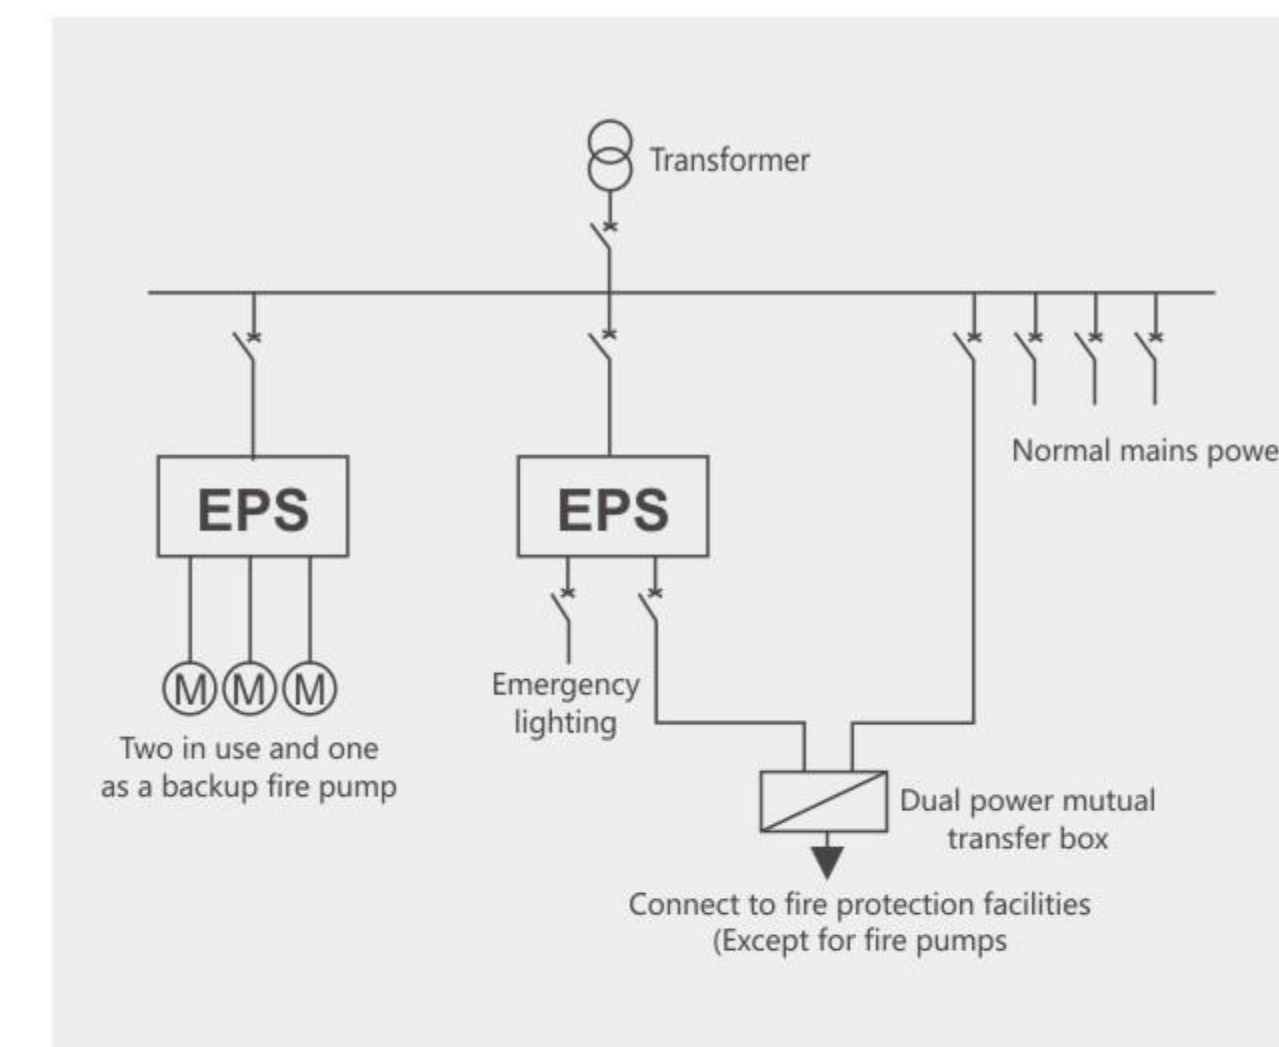 Transformer
Normal mains powe
EPS
EPS
M M M
Emergency
lighting
Two in use and one
as a backup fire pump
Dual power mutual
transfer box
Connect to fire protection facilities
(Except for fire pumps